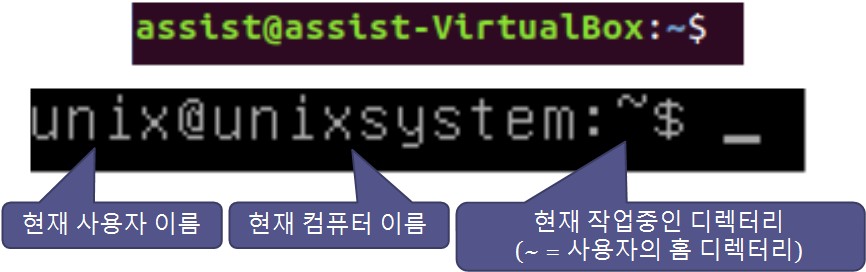 assist@assist-VirtualBox:~$
unix@unixsystem:~$ _
현재 사용자 이름
현재 컴퓨터 이름
현재 작업중인 디렉터리
(~ = 사용자의 홈 디렉터리)